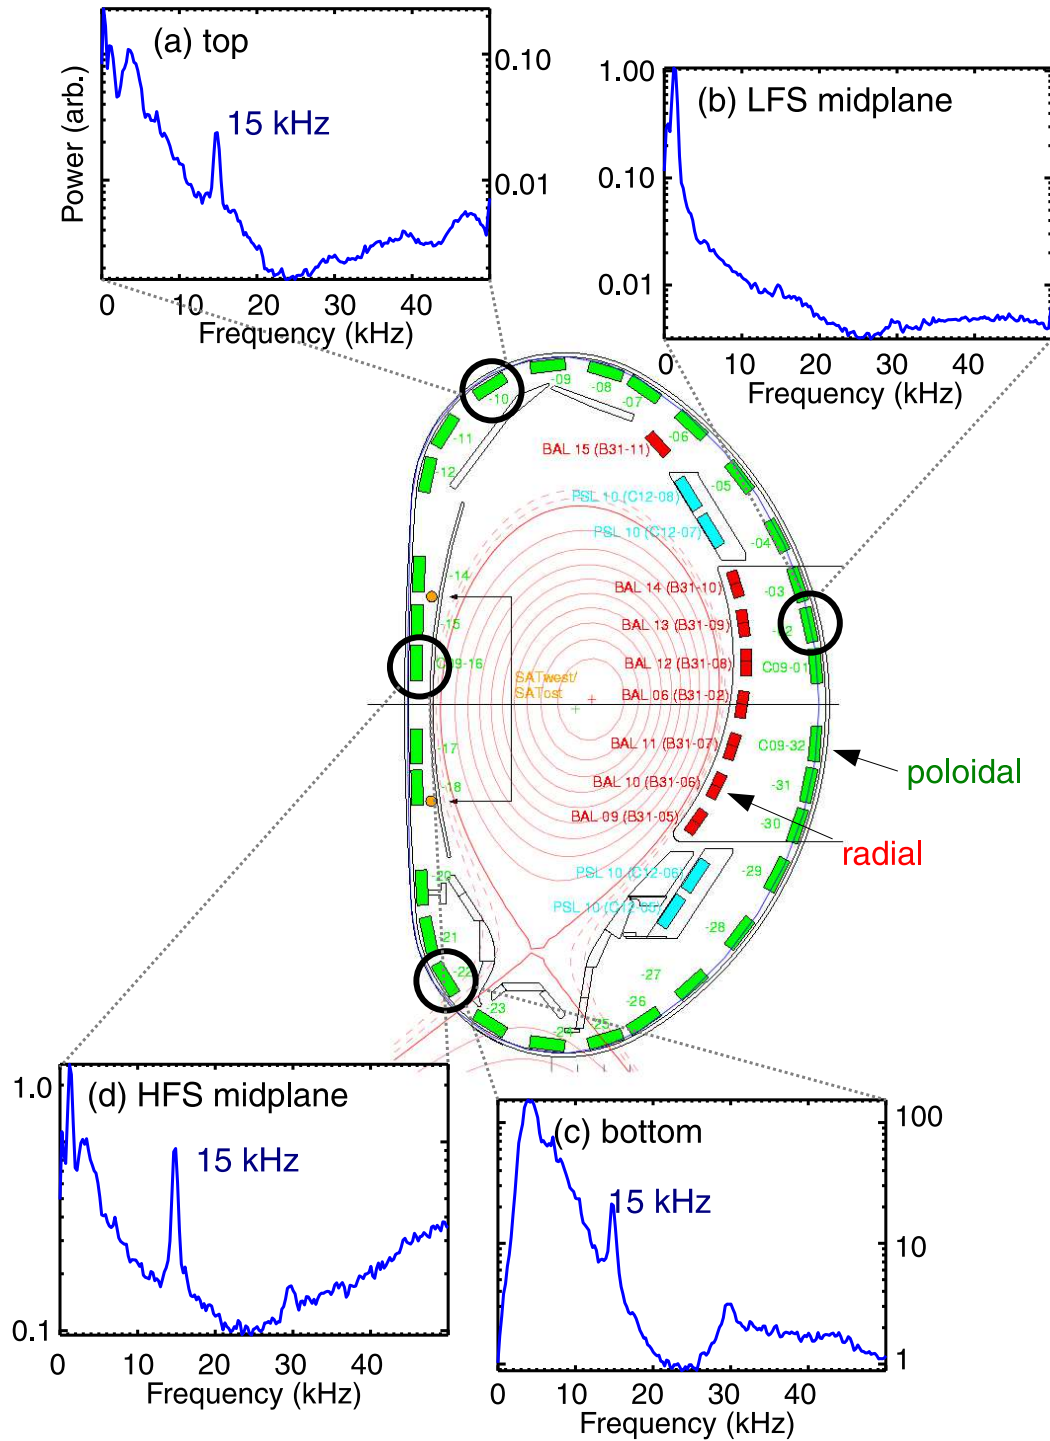 (a) top
0.10
15 kHz
0.01
Power (arb.)
0 10 20 30 40
Frequency (kHz)
1.00
(b) LFS midplane
0.10
0.01
0 10 20 30 40
Frequency (kHz)
-09
-08
-07
-10
-06
-11
-12
BAL 15 (B31-11)
-05
PSL 10 (C12-08)
PSL 10 (C12-07)
-04
-14
BAL 14 (B31-10)
-03
-15
BAL 13 (B31-09)
-02
C09-16
BAL 12 (B31-08)
C09-01
SATwest/
SATost
BAL 06 (B31-02)
-17
BAL 11 (B31-07)
C09-32
-18
BAL 10 (B31-06)
-31
poloidal
BAL 09 (B31-05)
-30
radial
-20
PSL 10 (C12-06)
-29
PSL 10 (C12-05)
-21
-28
-22
-27
-23
-26
-24
-25
1.0
(d) HFS midplane
15 kHz
0.1
0 10 20 30 40
Frequency (kHz)
100
(c) bottom
15 kHz
10
1
0 10 20 30 40
Frequency (kHz)